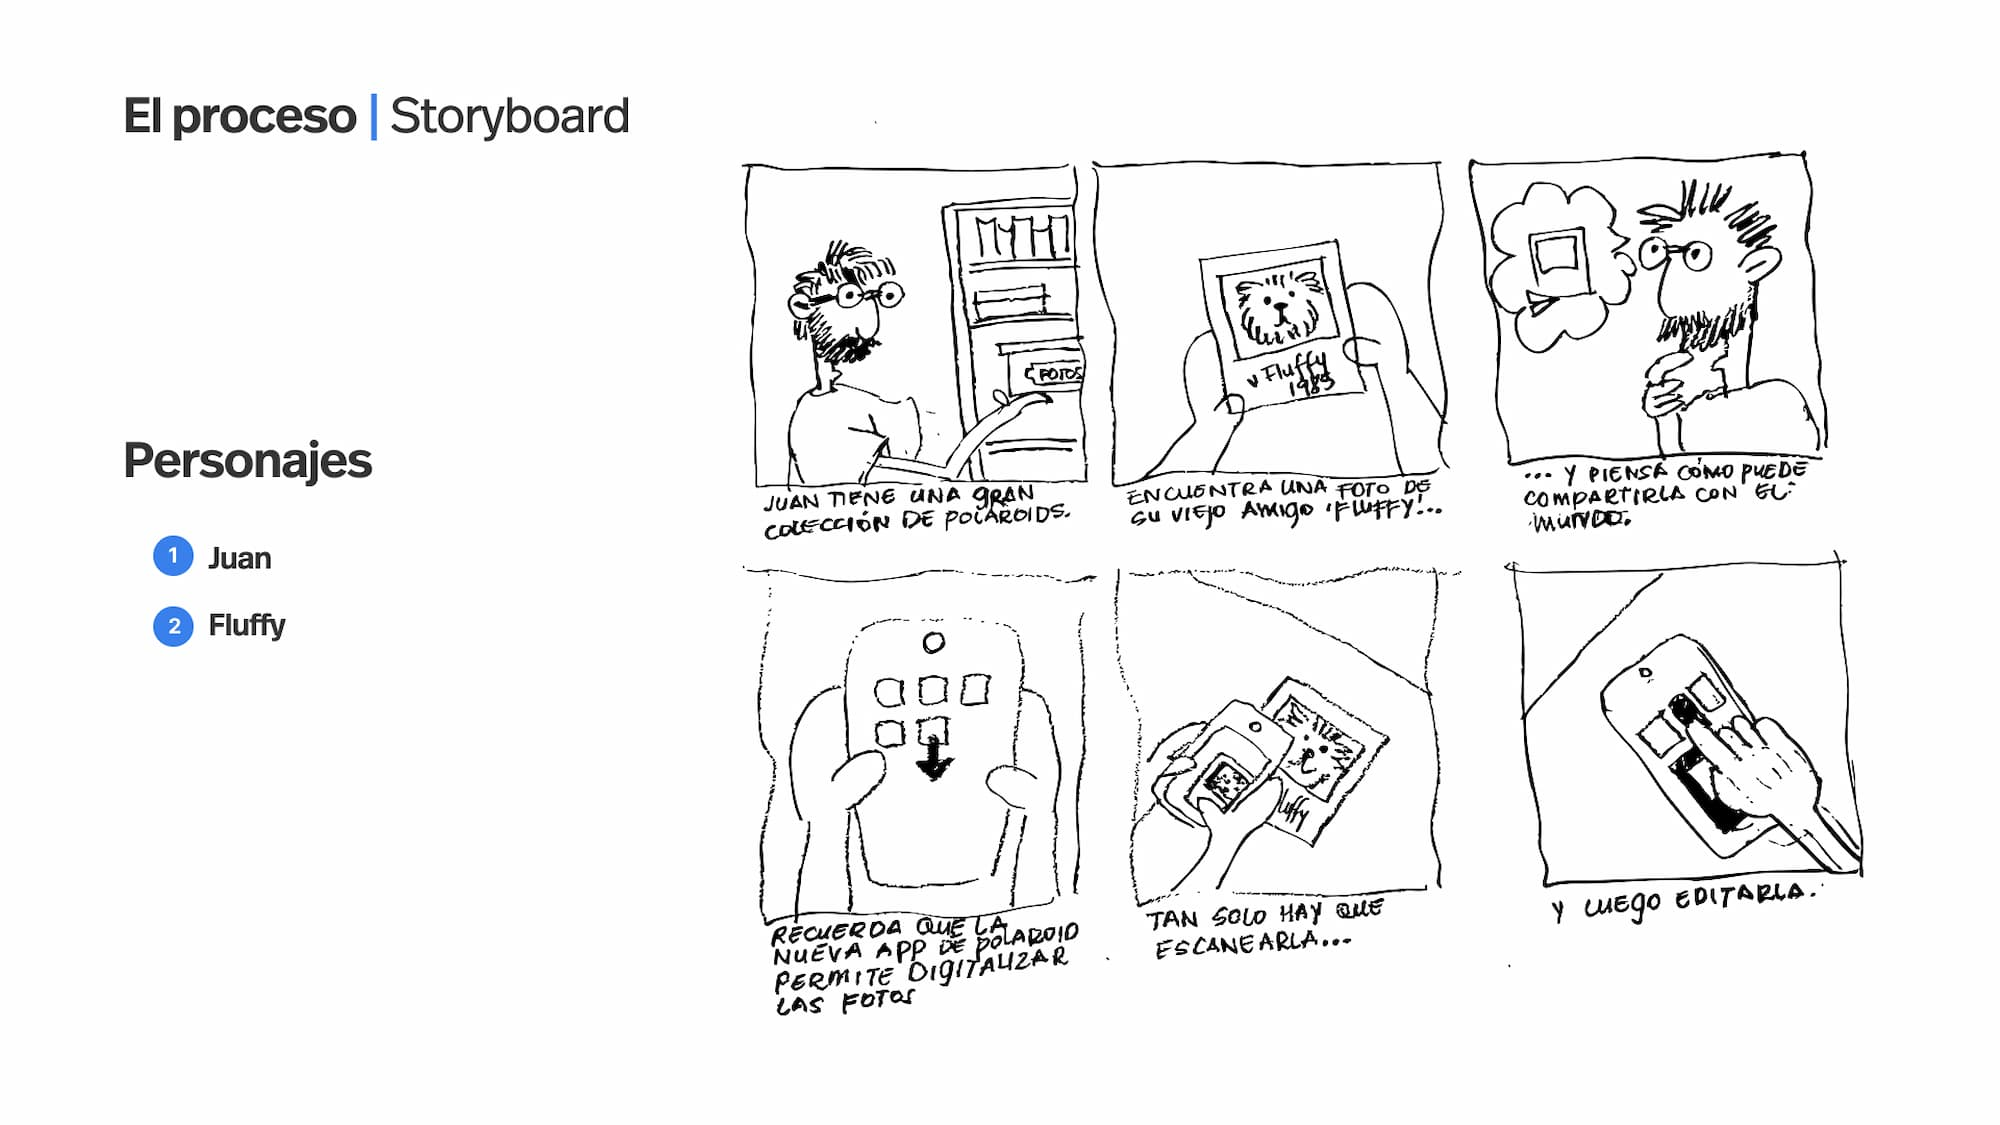 El proceso | Storyboard
Personajes
1 Juan
2 Fluffy
FOTOS
JUAN TIENE UNA GRAN
COLECCIÓN DE POLAROIDS.
Fluffy
1985
ENCUENTRA UNA FOTO DE
SU VIEJO AMIGO 'FLUFFY'...
... Y PIENSA CÓMO PUEDE
COMPARTIRLA CON EL
MUNDO.
RECUERDA QUE LA
NUEVA APP DE POLAROID
PERMITE DIGITALIZAR
LAS FOTOS
luffy
TAN SOLO HAY QUE
ESCANEARLA...
Y LUEGO EDITARLA.